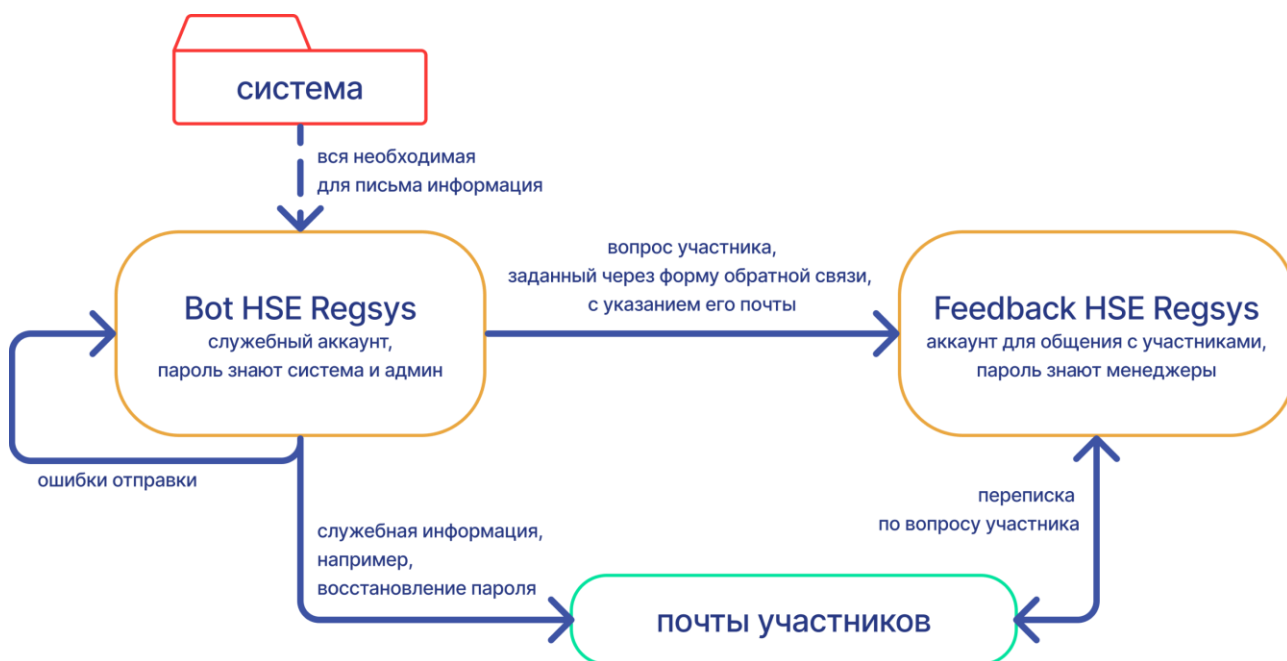 система
вся необходимая
для письма информация
вопрос участника,
заданный через форму обратной связи,
с указанием его почты
Bot HSE Regsys
служебный аккаунт,
пароль знают система и админ
Feedback HSE Regsys
аккаунт для общения с участниками,
пароль знают менеджеры
ошибки отправки
служебная информация,
например,
восстановление пароля
переписка
по вопросу участника
почты участников